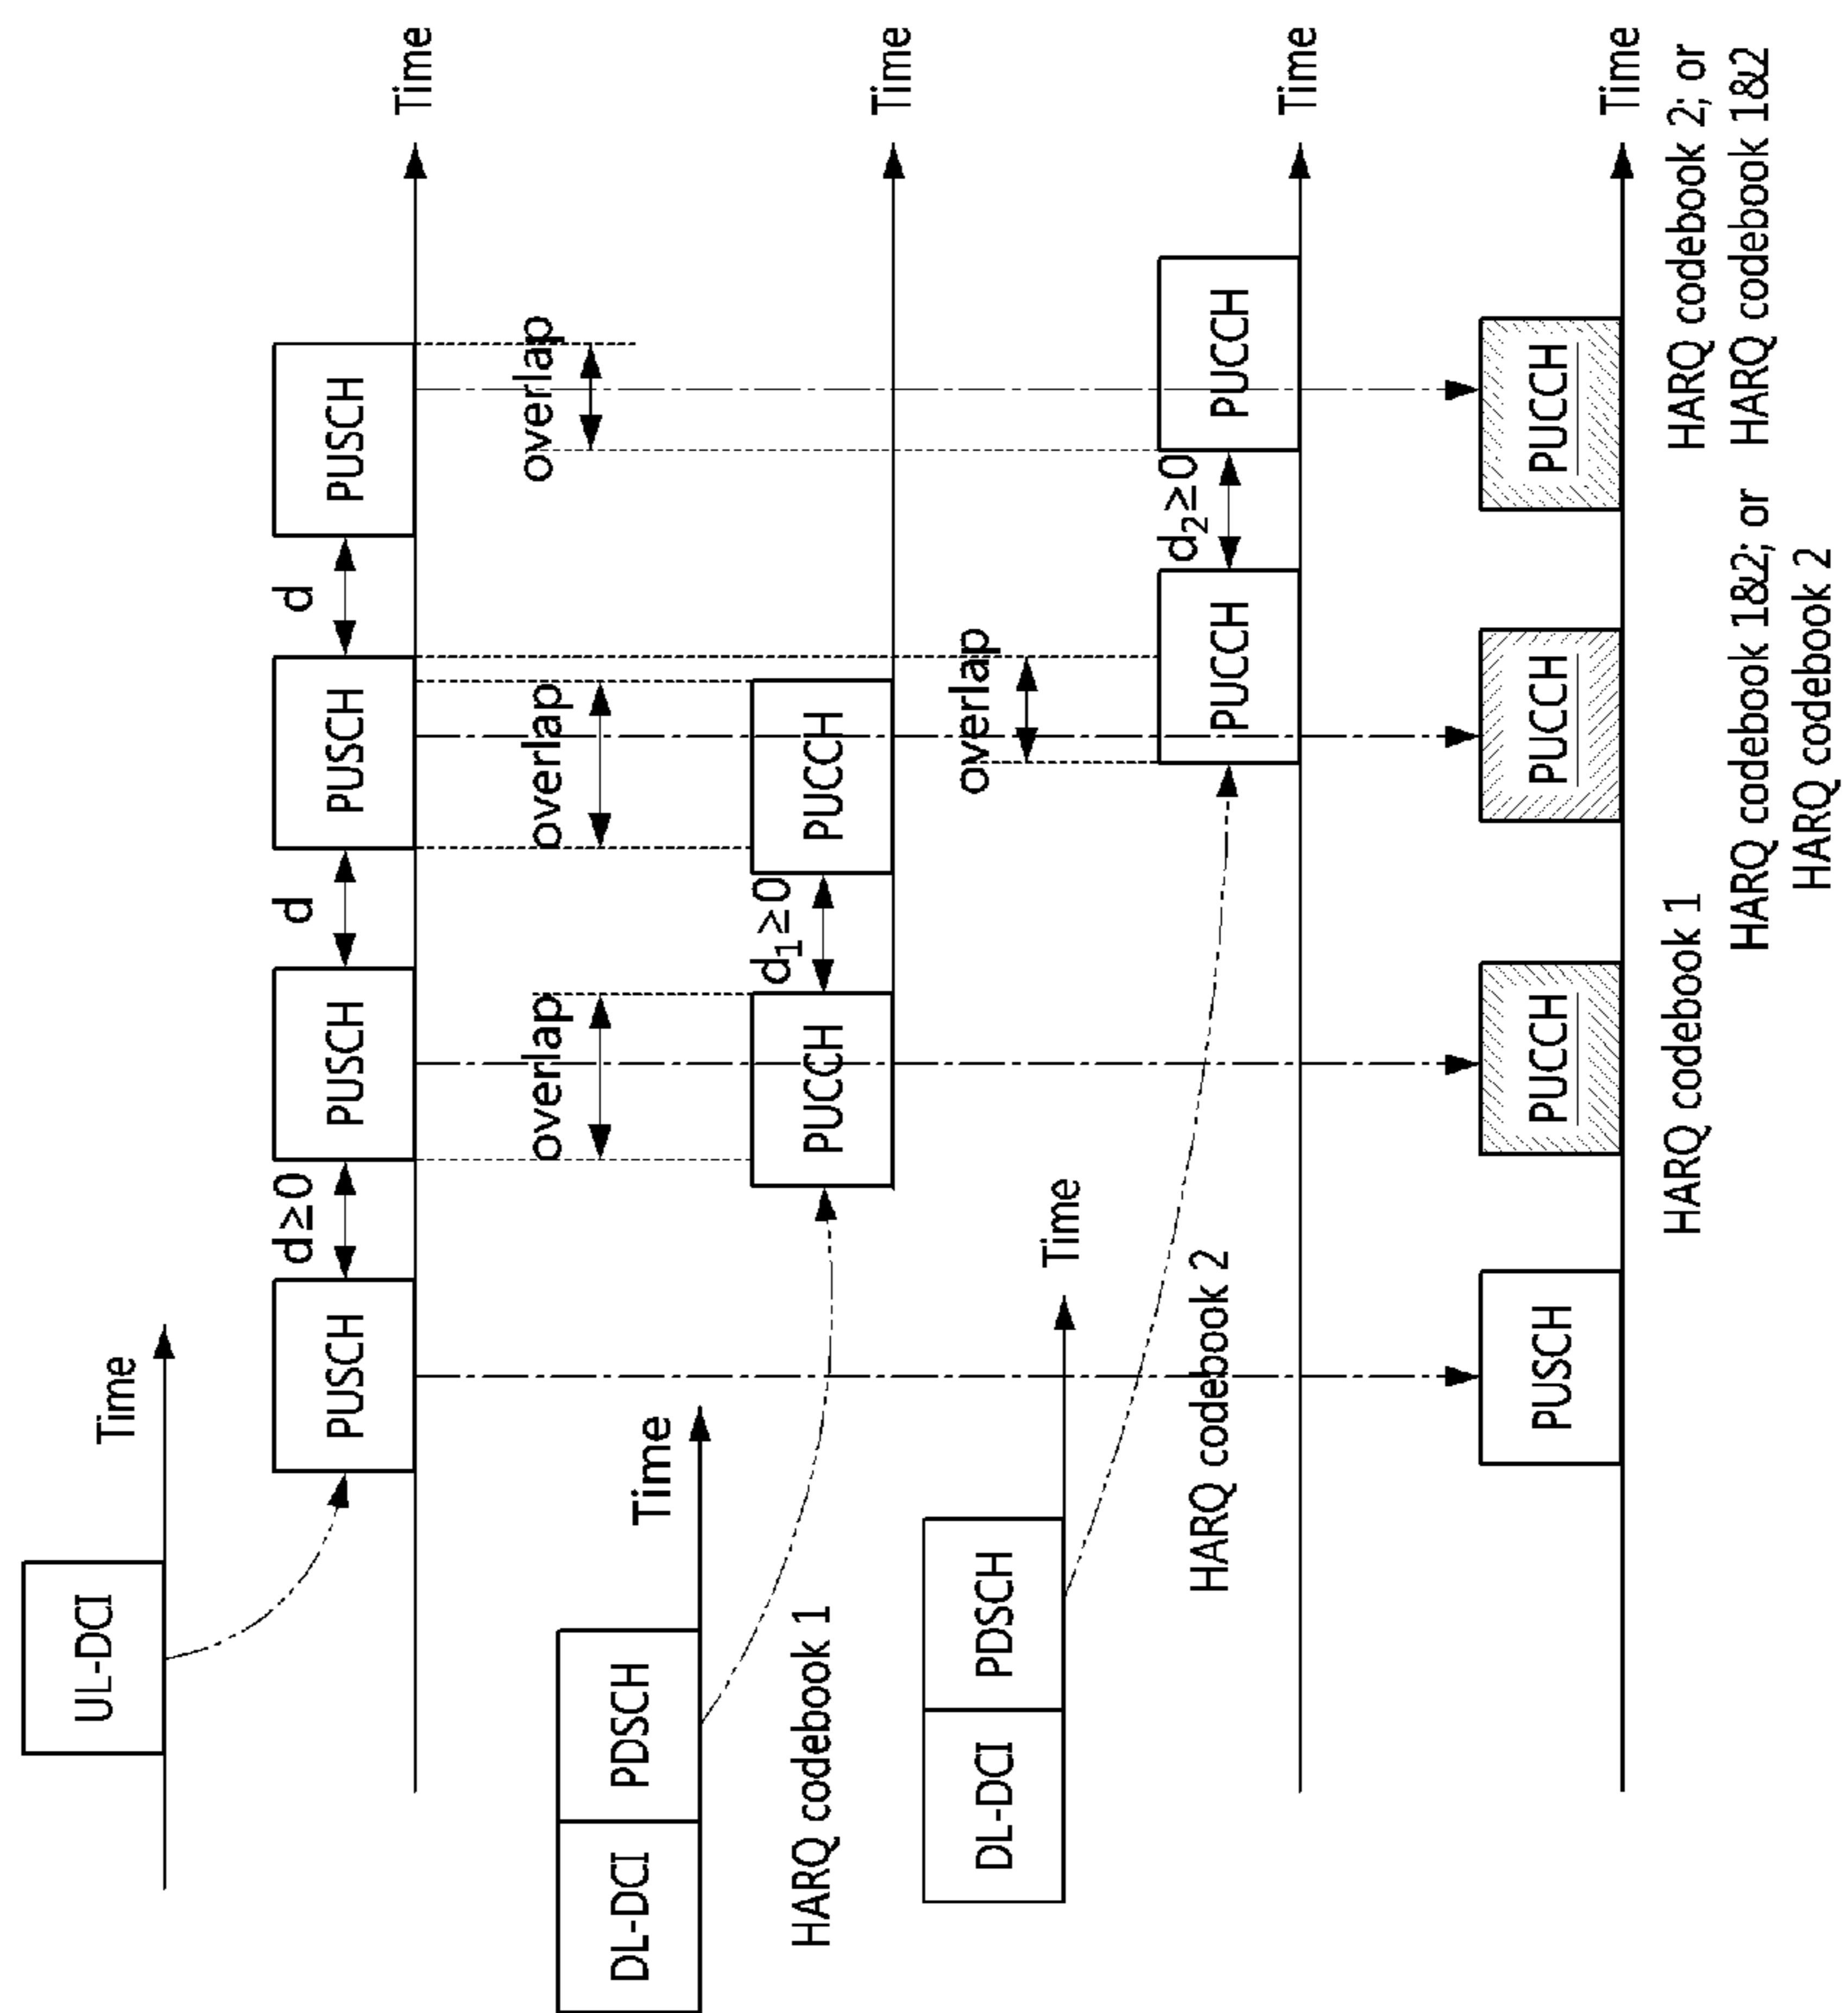 UL-DCI
Time
PUSCH
d≥0
PUSCH
d
PUSCH
d
PUSCH
Time
overlap
overlap
overlap
DL-DCI
PDSCH
Time
HARQ codebook 1
PUCCH
d₁≥0
PUCCH
Time
overlap
DL-DCI
PDSCH
Time
HARQ codebook 2
PUCCH
d₂≥0
PUCCH
Time
PUSCH
PUCCH
PUCCH
PUCCH
Time
HARQ codebook 1
HARQ codebook 1&2; or
HARQ codebook 2
HARQ codebook 2; or
HARQ codebook 1&2